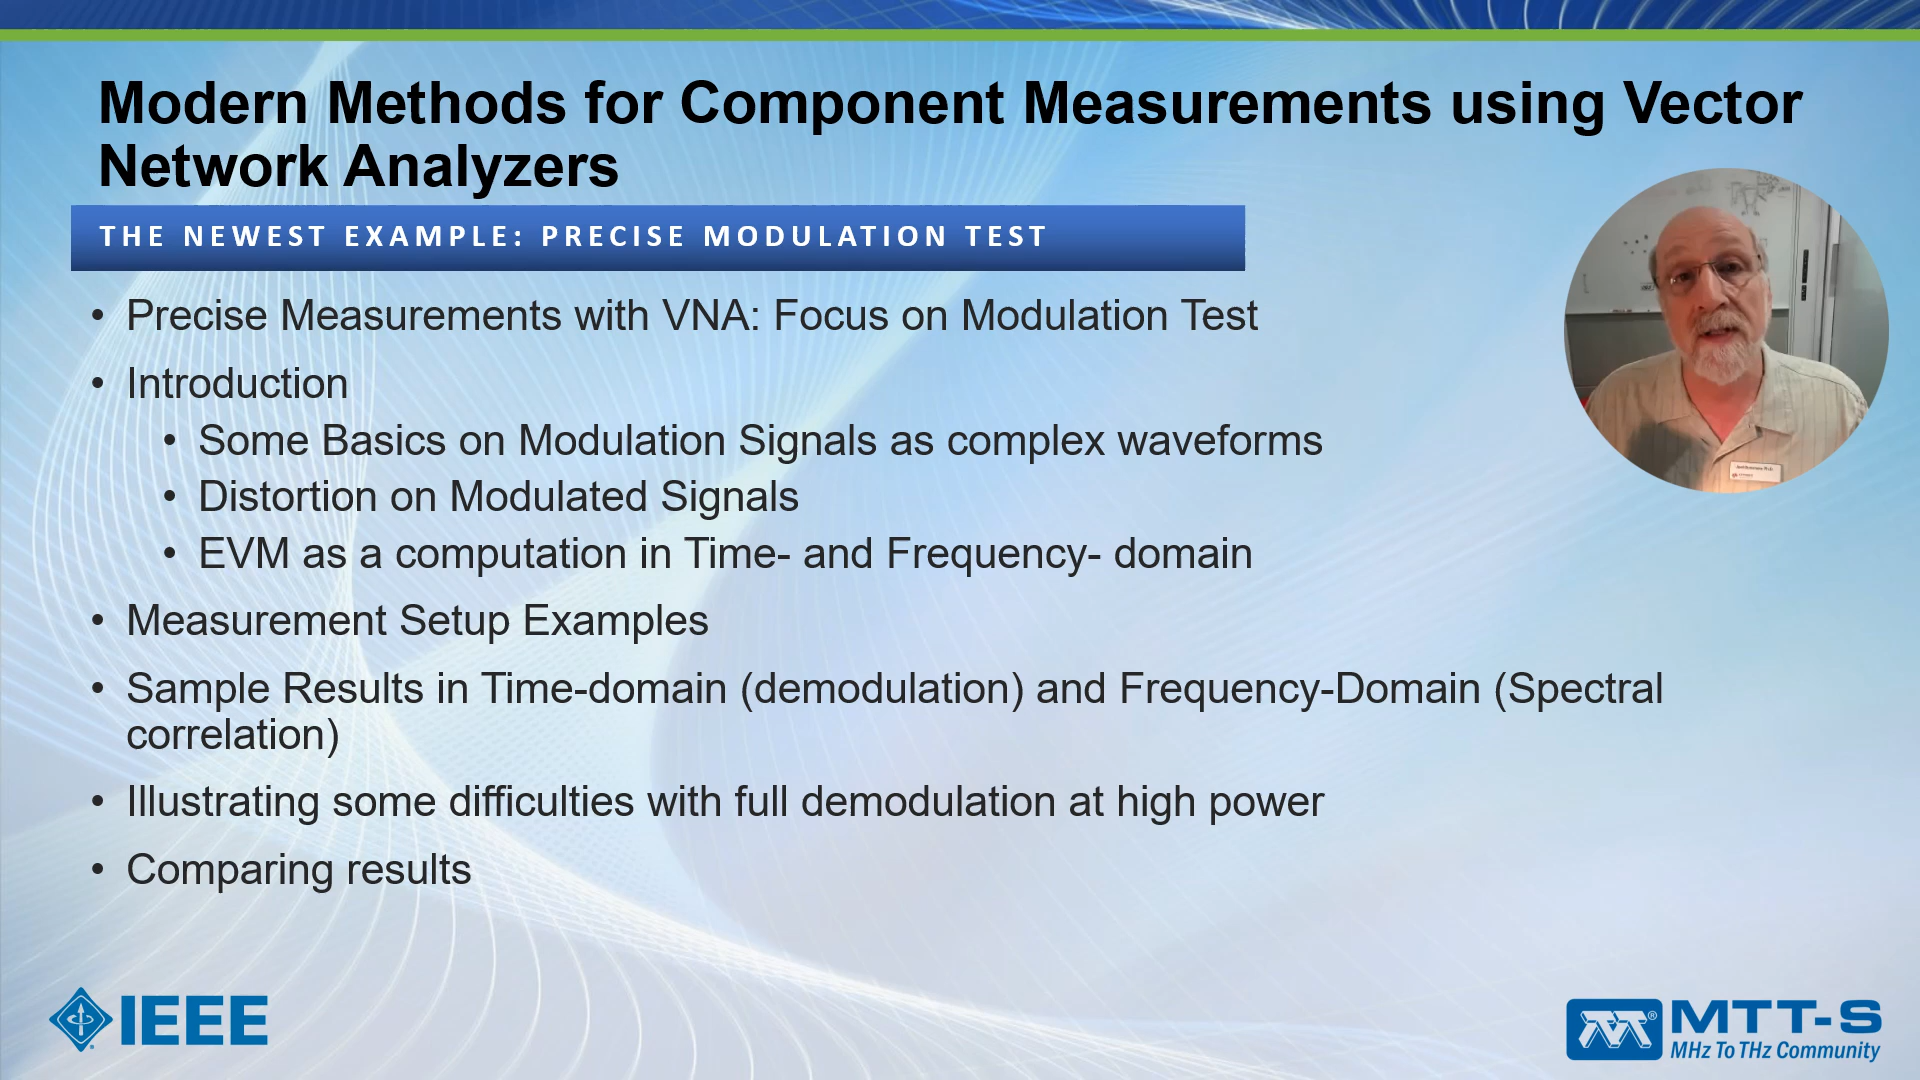 Modern Methods for Component Measurements using Vector
Network Analyzers
THE NEWEST EXAMPLE: PRECISE MODULATION TEST
• Precise Measurements with VNA: Focus on Modulation Test
• Introduction
• Some Basics on Modulation Signals as complex waveforms
• Distortion on Modulated Signals
• EVM as a computation in Time- and Frequency- domain
• Measurement Setup Examples
• Sample Results in Time-domain (demodulation) and Frequency-Domain (Spectral
correlation)
• Illustrating some difficulties with full demodulation at high power
• Comparing results
IEEE
MTT-S
MHz To THz Community